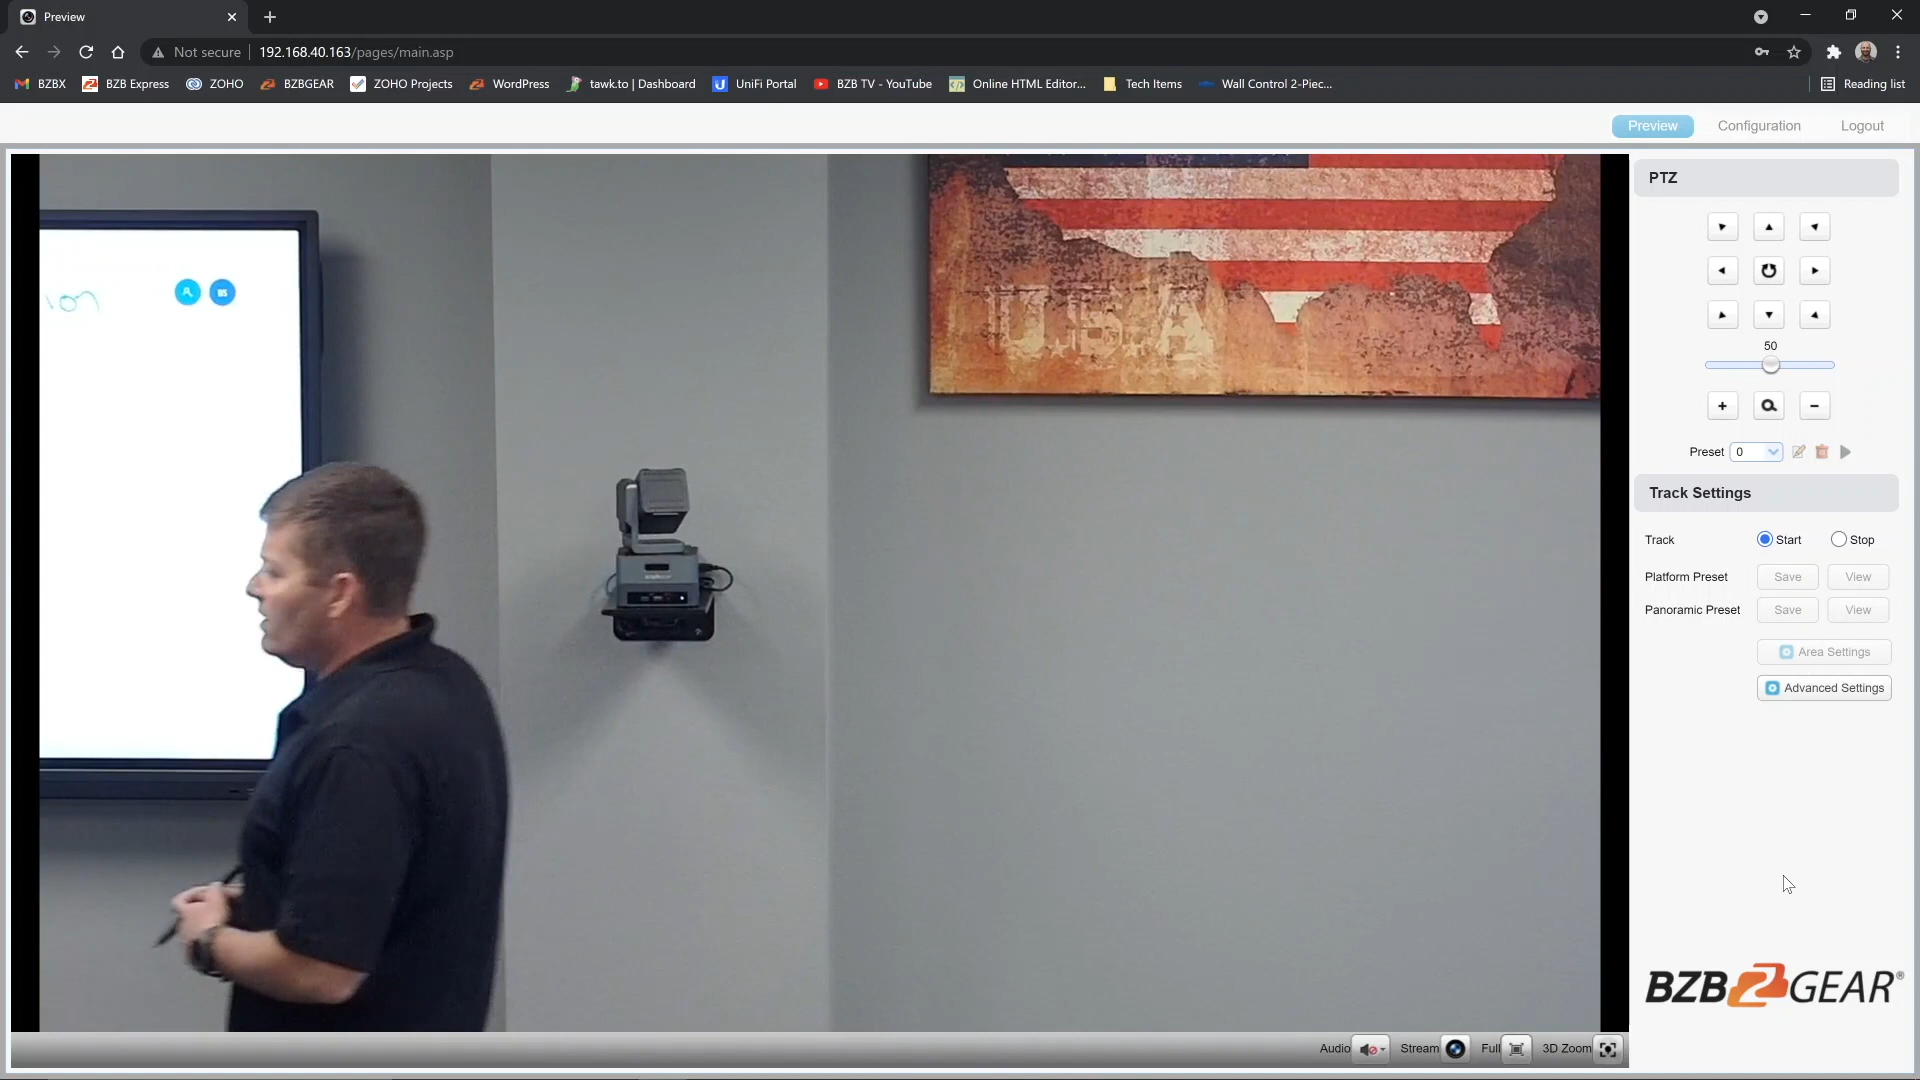 Preview
Not secure
192.168.40.163/pages/main.asp
BZBX
BZB Express
ZOHO
BZBGEAR
ZOHO Projects
WordPress
tawk.to | Dashboard
UniFi Portal
BZB TV - YouTube
Online HTML Editor...
Tech Items
Wall Control 2-Piec...
Reading list
Preview
Configuration
Logout
PTZ
BS
U.S.A
50
Preset 0
Track Settings
Track Start Stop
Platform Preset Save View
Panoramic Preset Save View
Area Settings
Advanced Settings
BZBGEAR®
Audio Stream Full 3D Zoom